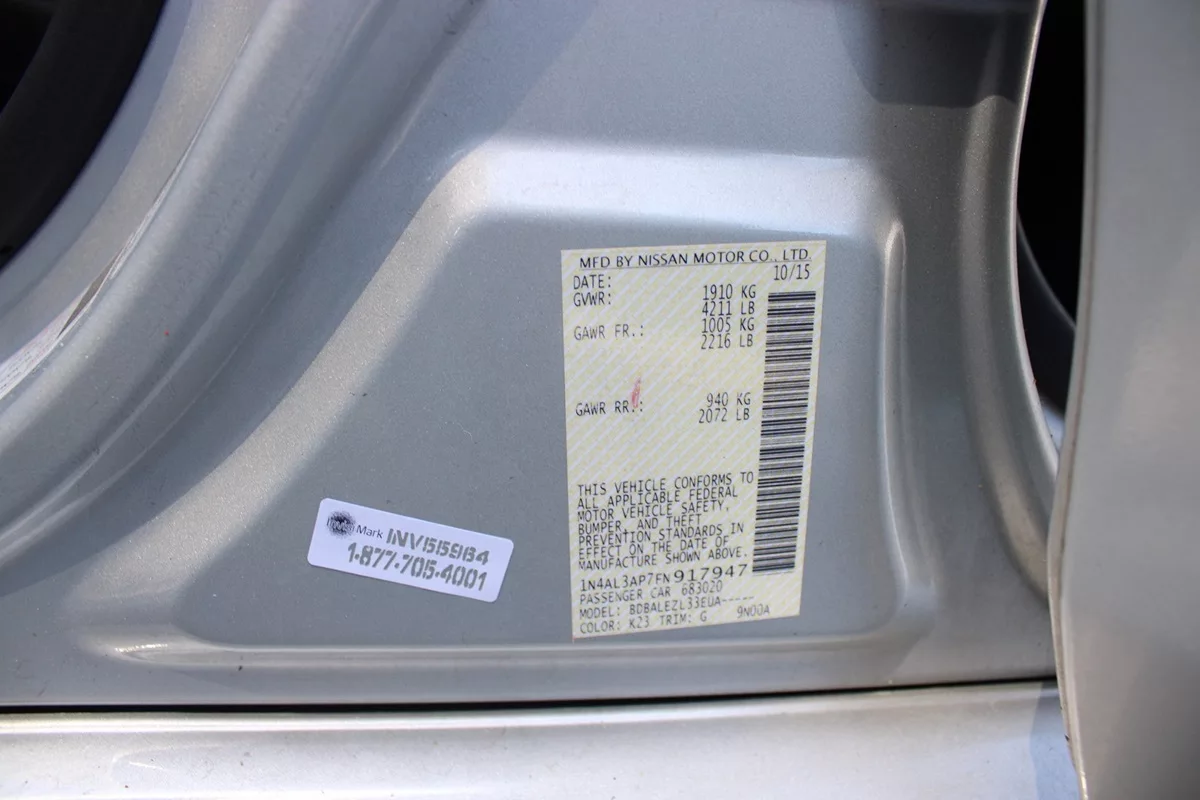 MFD BY NISSAN MOTOR CO., LTD.
DATE: 10/15
GVWR: 1910 KG
4211 LB
GAWR FR.: 1005 KG
2216 LB
GAWR RR.: 940 KG
2072 LB
THIS VEHICLE CONFORMS TO
ALL APPLICABLE FEDERAL
MOTOR VEHICLE SAFETY,
BUMPER, AND THEFT
PREVENTION STANDARDS IN
EFFECT ON THE DATE OF
MANUFACTURE SHOWN ABOVE.
1N4AL3AP7FN917947
PASSENGER CAR 683020
MODEL: BDBALEZL33EUA-----
COLOR: K23 TRIM: G 9N00A
Mark INV55964
1-877-705-4001